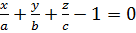 x/a + y/b + z/c − 1 = 0